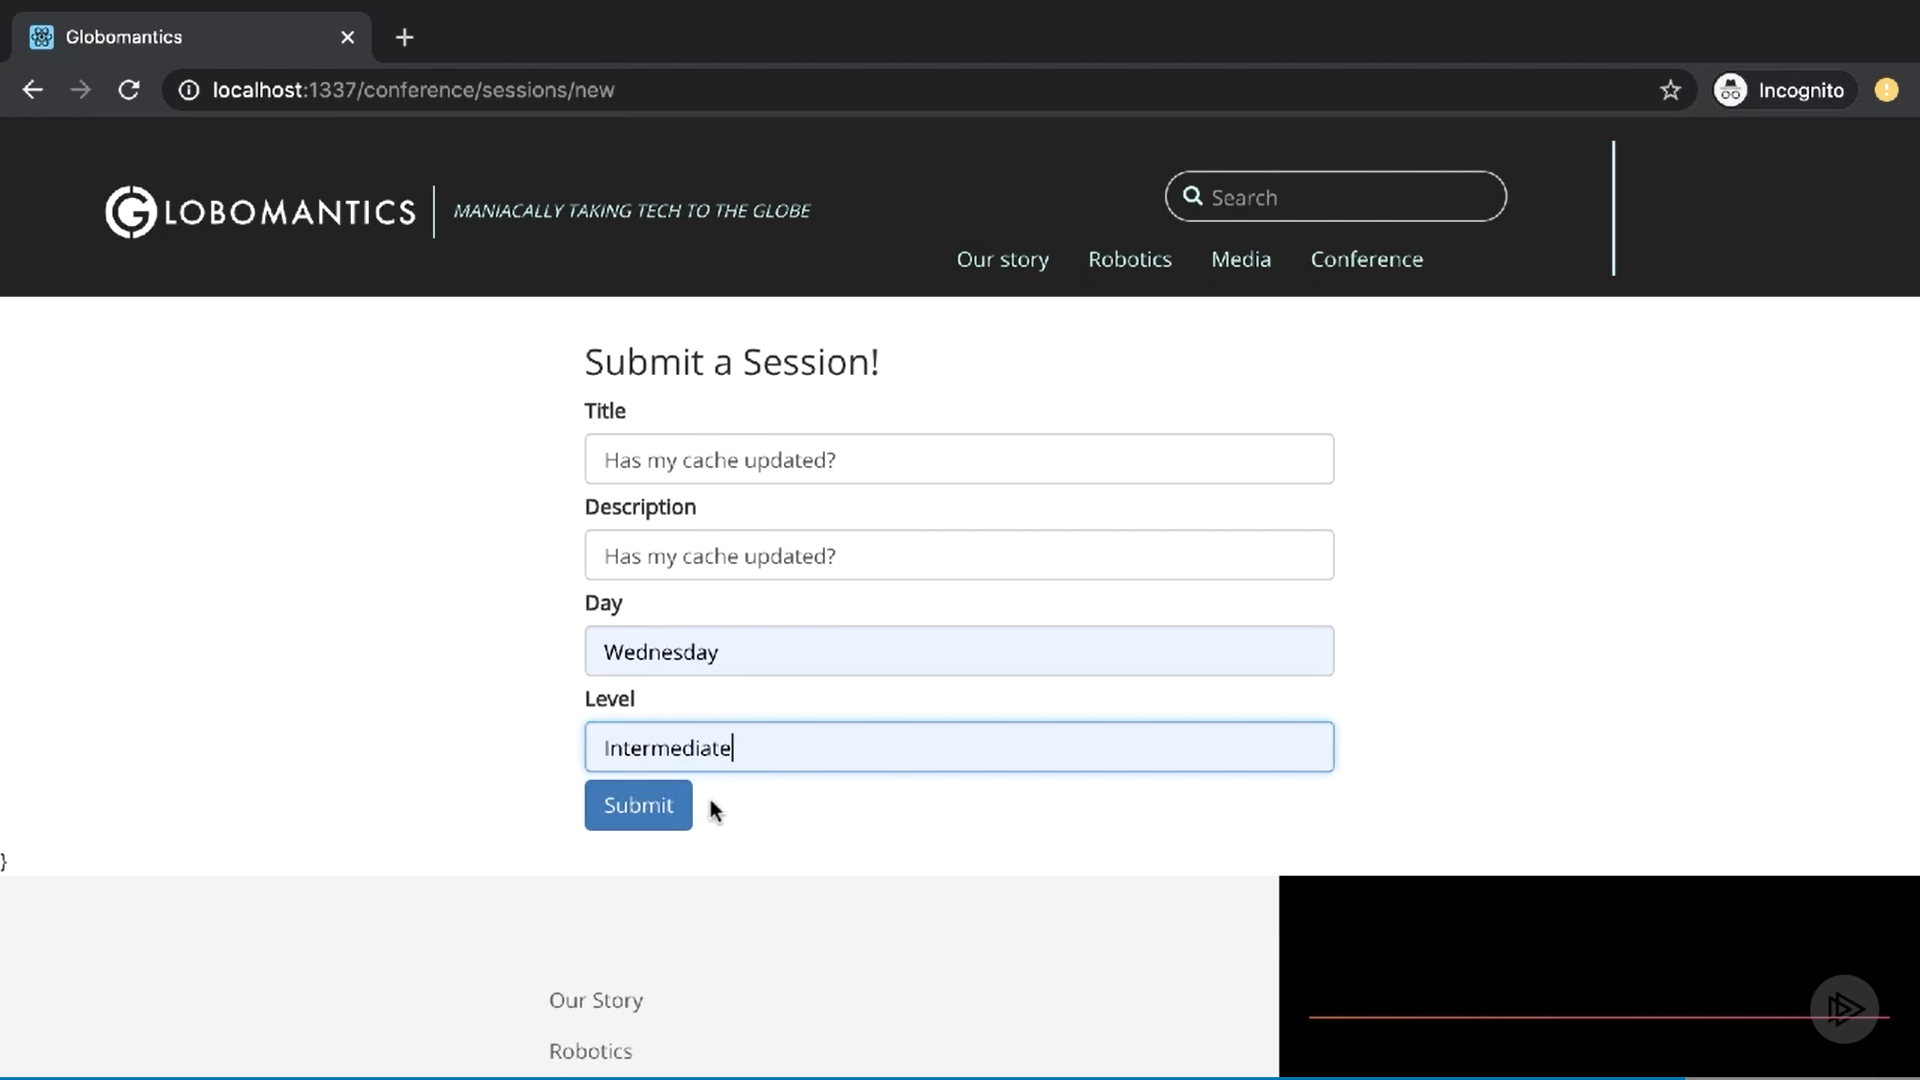 Globomantics
localhost:1337/conference/sessions/new
Incognito
GLOBOMANTICS
MANIACALLY TAKING TECH TO THE GLOBE
Search
Our story Robotics Media Conference
Submit a Session!
Title
Has my cache updated?
Description
Has my cache updated?
Day
Wednesday
Level
Intermediate
Submit
}
Our Story
Robotics